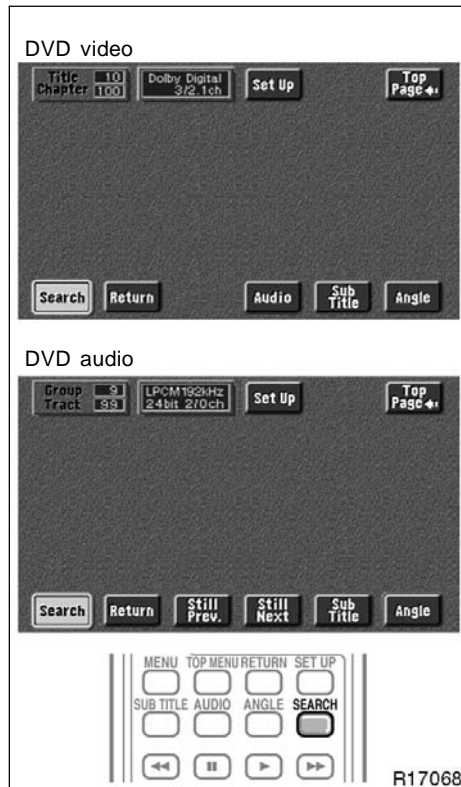 DVD video
Title 10 Dolby Digital Set Up Top
Chapter 100 3/2.1ch Page
Search Return Audio Sub Title Angle
DVD audio
Group 9 LPCM192kHz Set Up Top
Track 99 24bit 2/0ch Page
Search Return Still Prev. Still Next Sub Title Angle
MENU TOP MENU RETURN SET UP
SUB TITLE AUDIO ANGLE SEARCH
R17068